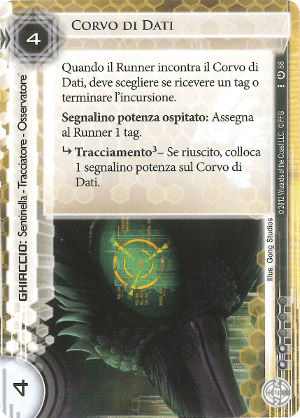 4
CORVO DI DATI
Quando il Runner incontra il Corvo di
Dati, deve scegliere se ricevere un tag o
terminare l'incursione.
Segnalino potenza ospitato: Assegna
al Runner 1 tag.
↳ Tracciamento³– Se riuscito, colloca
1 segnalino potenza sul Corvo di
Dati.
GHIACCIO: Sentinella - Tracciatore - Osservatore
4
Illus. Gong Studios
© 2012 Wizards of the Coast LLC. ©FFG
88